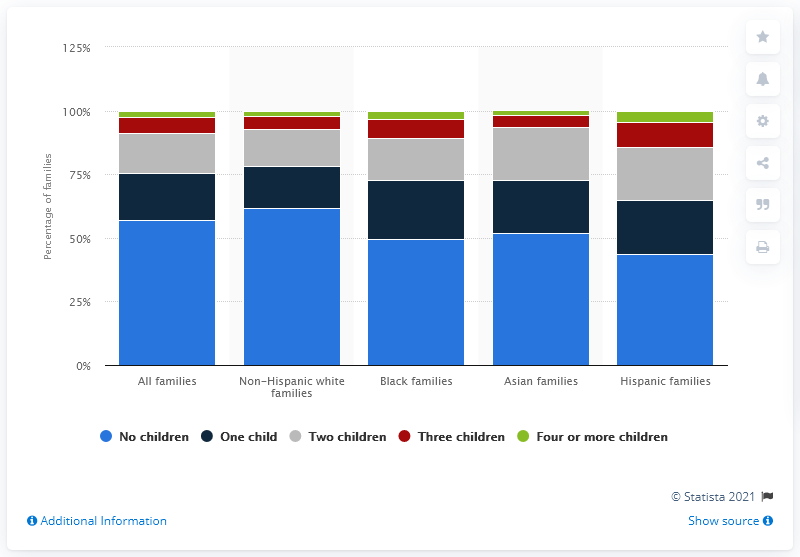 125%
100%
75%
50%
25%
0%
Percentage of families
All families
Non-Hispanic white
families
Black families
Asian families
Hispanic families
No children
One child
Two children
Three children
Four or more children
© Statista 2021
Additional Information
Show source